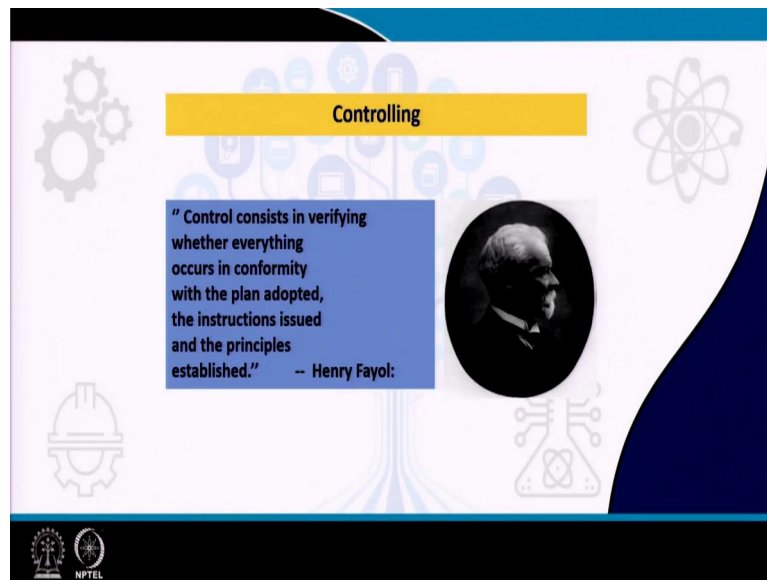 Controlling
“ Control consists in verifying
whether everything
occurs in conformity
with the plan adopted,
the instructions issued
and the principles
established.” -- Henry Fayol:
NPTEL